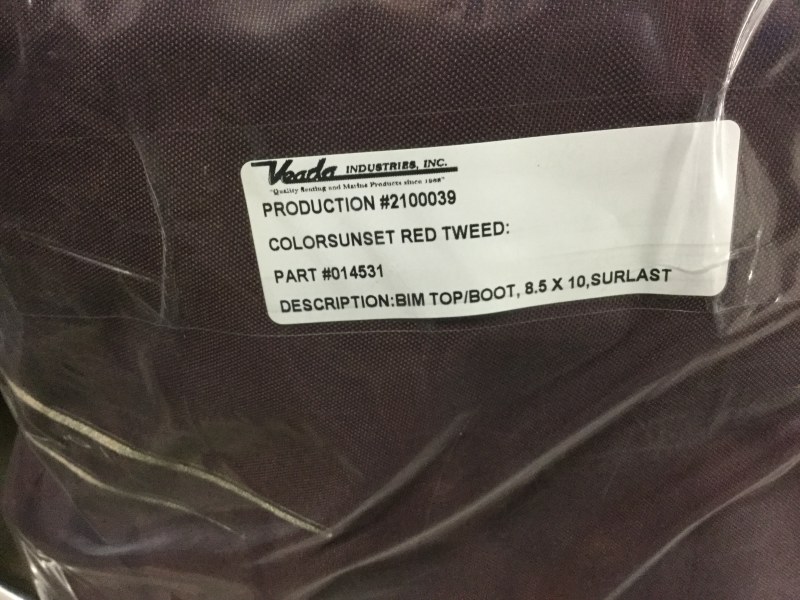 Veada INDUSTRIES, INC.
"Quality Seating and Marine Products since 1968"
PRODUCTION #2100039
COLORSUNSET RED TWEED:
PART #014531
DESCRIPTION:BIM TOP/BOOT, 8.5 X 10,SURLAST